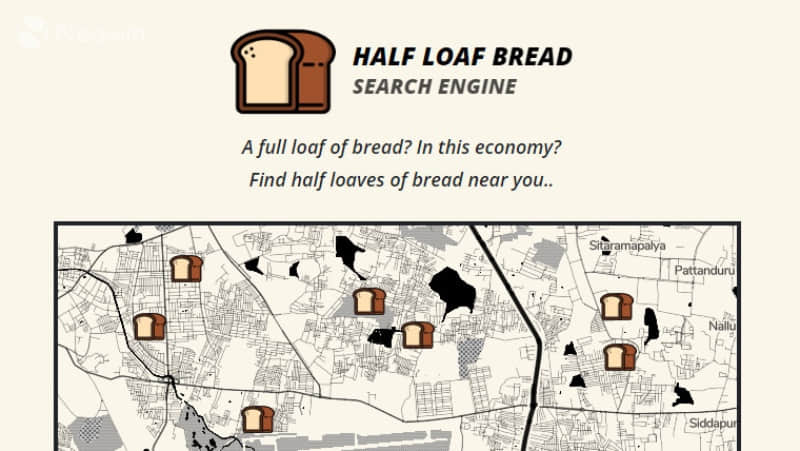 HALF LOAF BREAD
SEARCH ENGINE
A full loaf of bread? In this economy?
Find half loaves of bread near you..
Sitaramapalya
Pattanduru
Nallu
Siddapur